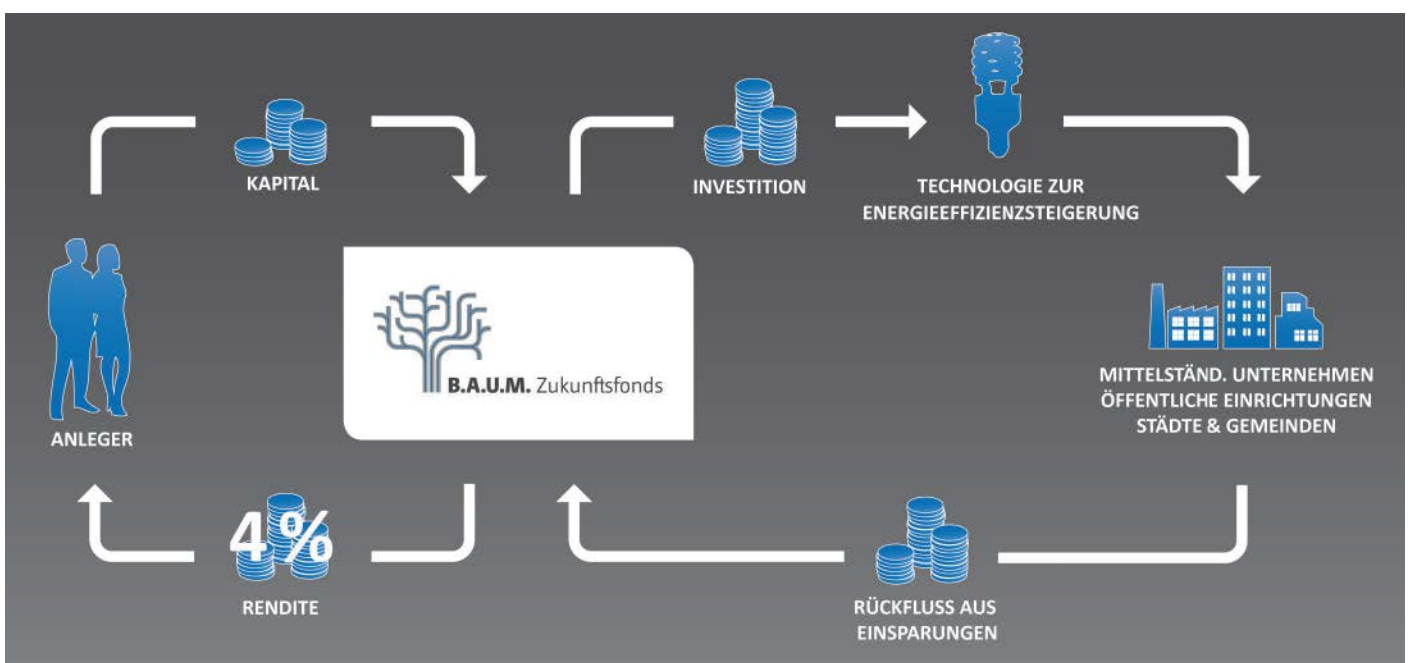 KAPITAL
INVESTITION
TECHNOLOGIE ZUR
ENERGIEEFFIZIENZSTEIGERUNG
B.A.U.M. Zukunftsfonds
ANLEGER
MITTELSTÄND. UNTERNEHMEN
ÖFFENTLICHE EINRICHTUNGEN
STÄDTE & GEMEINDEN
4%
RENDITE
RÜCKFLUSS AUS
EINSPARUNGEN